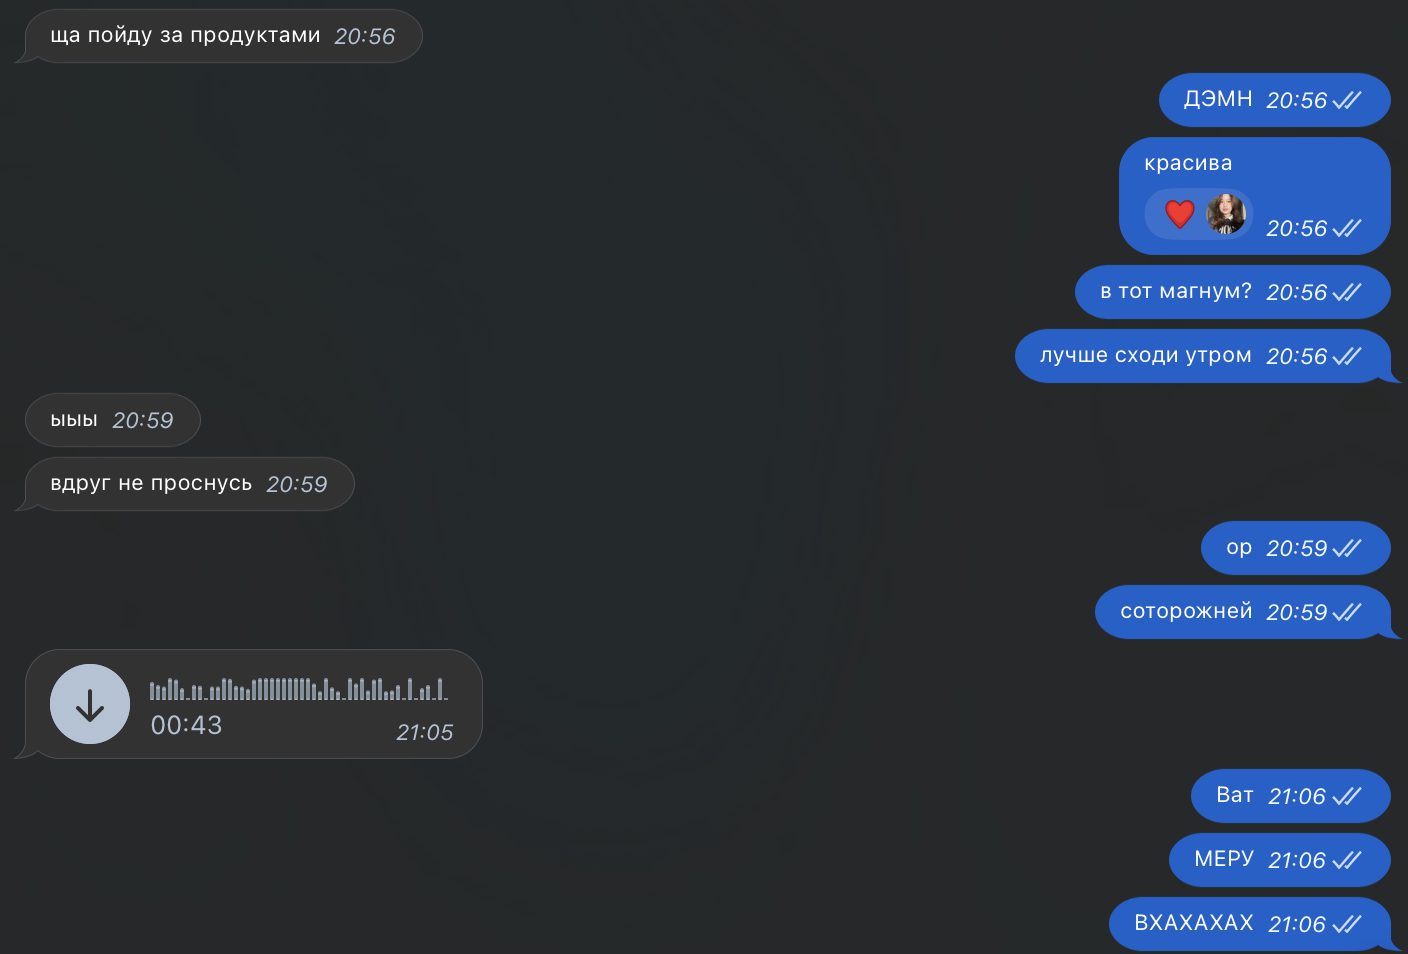 ща пойду за продуктами 20:56
ДЭМН 20:56
красива
20:56
в тот магнум? 20:56
лучше сходи утром 20:56
ыыы 20:59
вдруг не проснусь 20:59
ор 20:59
соторожней 20:59
00:43
21:05
Ват 21:06
МЕРУ 21:06
ВХАХАХАХ 21:06